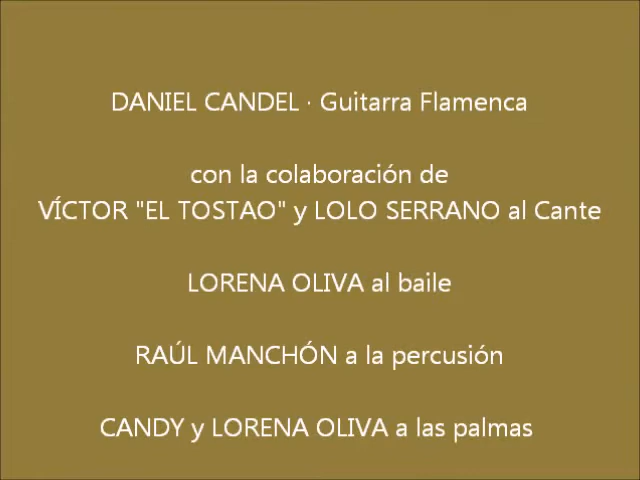 DANIEL CANDEL · Guitarra Flamenca
con la colaboración de
VÍCTOR "EL TOSTAO" y LOLO SERRANO al Cante
LORENA OLIVA al baile
RAÚL MANCHÓN a la percusión
CANDY y LORENA OLIVA a las palmas